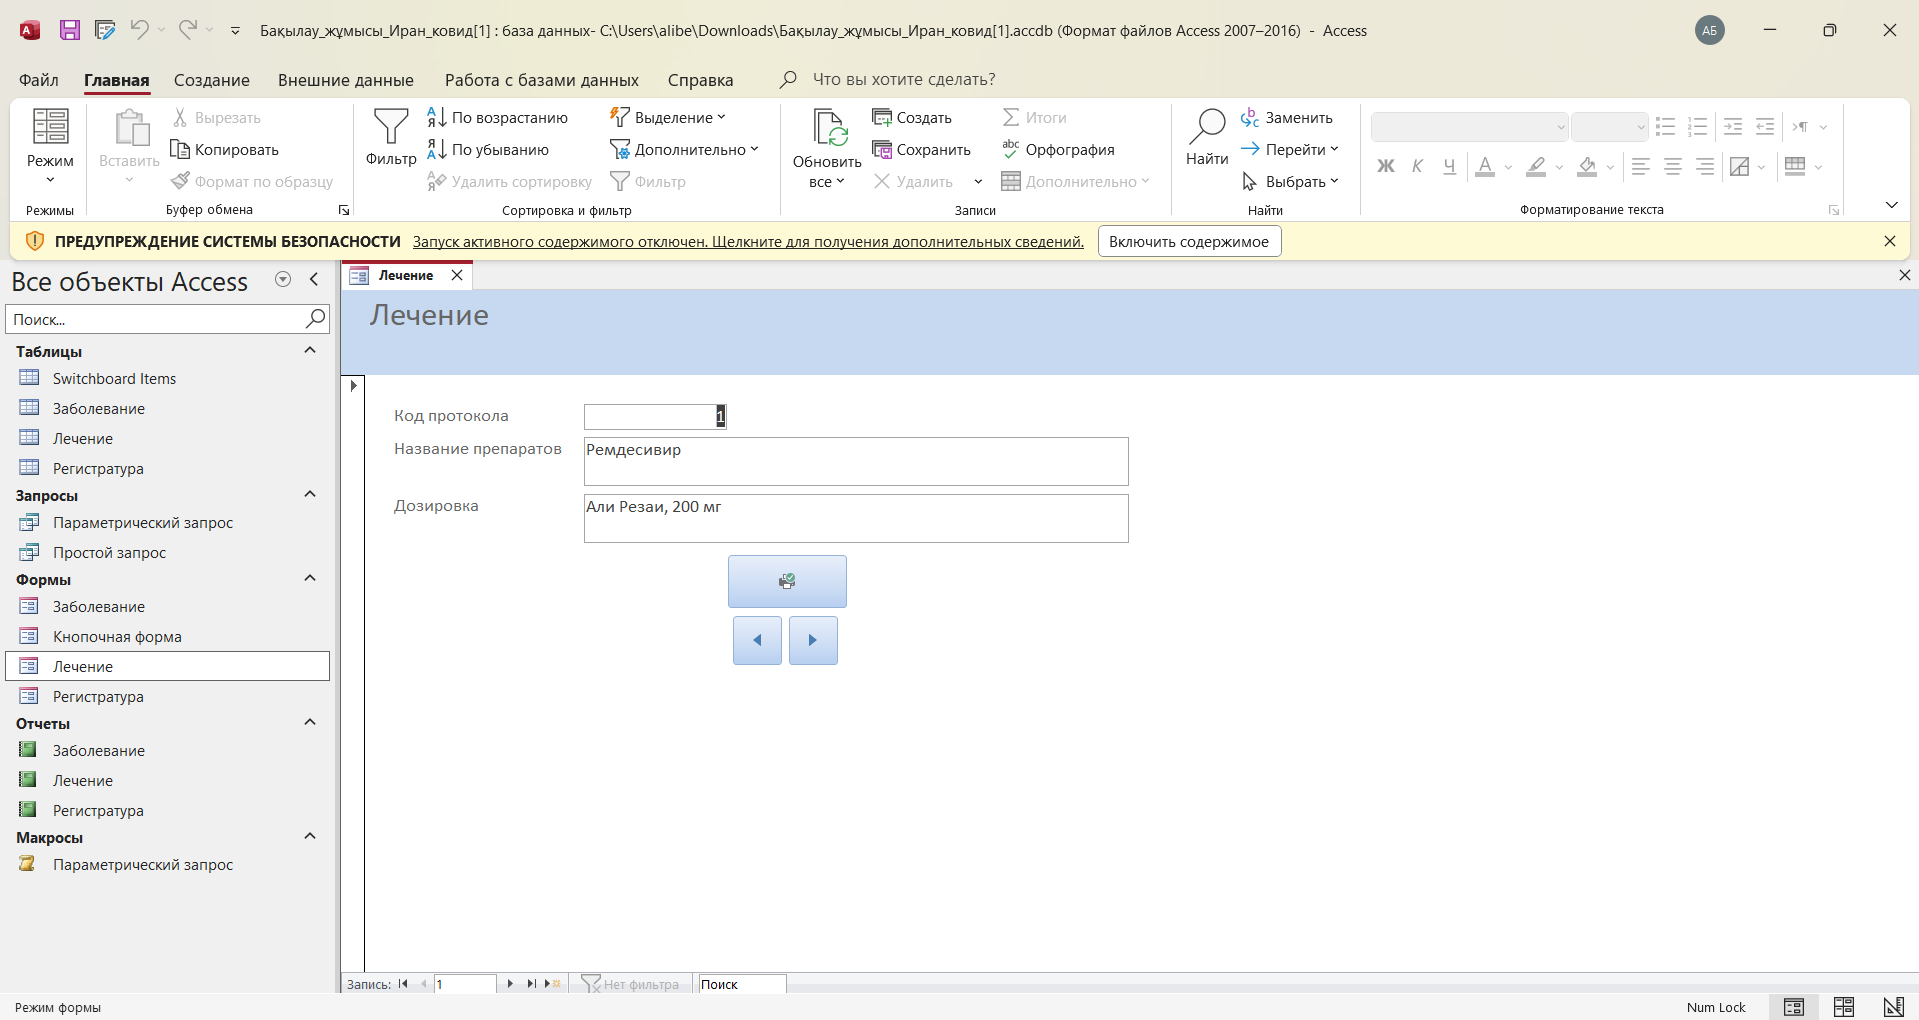 Бақылау_жұмысы_Иран_ковид[1] : база данных- C:\Users\alibe\Downloads\Бақылау_жұмысы_Иран_ковид[1].accdb (Формат файлов Access 2007–2016) - Access
АБ
Файл Главная Создание Внешние данные Работа с базами данных Справка Что вы хотите сделать?
Режим
Режимы
Вставить
Вырезать
Копировать
Формат по образцу
Буфер обмена
Фильтр
По возрастанию
По убыванию
Удалить сортировку
Выделение
Дополнительно
Фильтр
Сортировка и фильтр
Обновить
все
Создать
Сохранить
Удалить
Итоги
Орфография
Дополнительно
Записи
Найти
Заменить
Перейти
Выбрать
Найти
Ж К Ч А
Форматирование текста
ПРЕДУПРЕЖДЕНИЕ СИСТЕМЫ БЕЗОПАСНОСТИ Запуск активного содержимого отключен. Щелкните для получения дополнительных сведений. Включить содержимое
Все объекты Access
Поиск...
Таблицы
Switchboard Items
Заболевание
Лечение
Регистратура
Запросы
Параметрический запрос
Простой запрос
Формы
Заболевание
Кнопочная форма
Лечение
Регистратура
Отчеты
Заболевание
Лечение
Регистратура
Макросы
Параметрический запрос
Лечение
Лечение
Код протокола 1
Название препаратов Ремдесивир
Дозировка Али Резаи, 200 мг
Запись: 1 Нет фильтра Поиск
Режим формы Num Lock